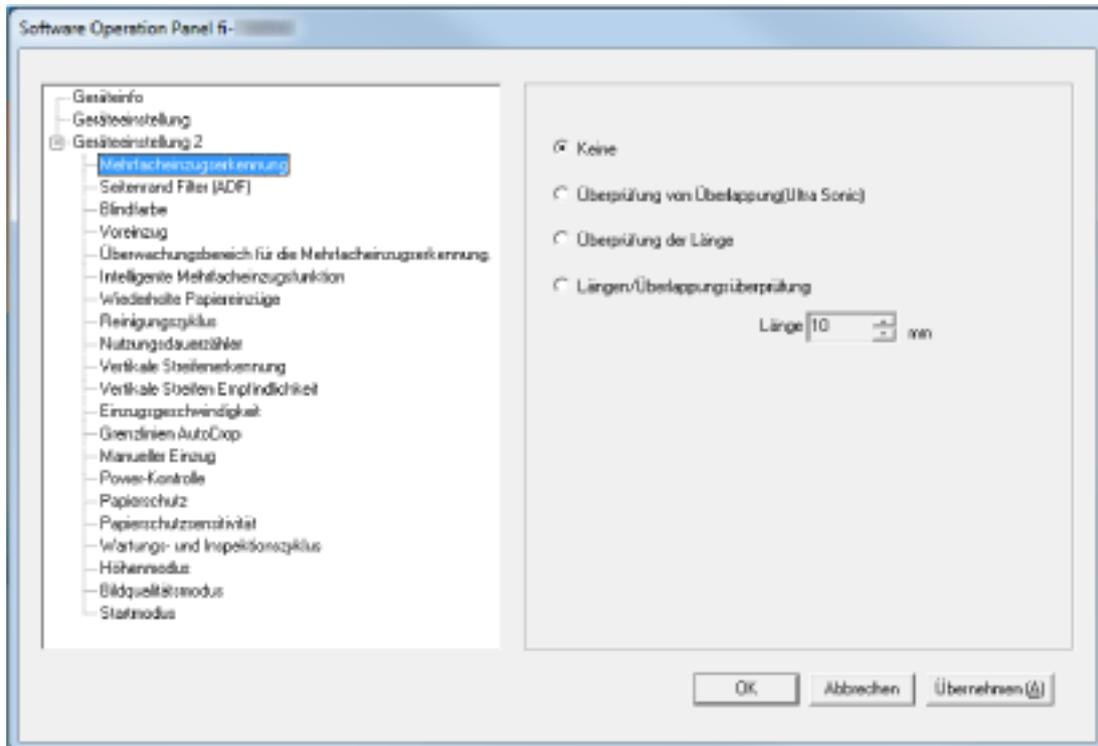 Software Operation Panel fi-
Geräteinfo
Geräteeinstellung
Geräteeinstellung 2
Mehrfacheinzugserkennung
Seitenrand Filter (ADF)
Blindfarbe
Voreinzug
Überwachungsbereich für die Mehrfacheinzugserkennung.
Intelligente Mehrfacheinzugsfunktion
Wiederholte Papiereinzüge
Reinigungszyklus
Nutzungsdauerzähler
Vertikale Streifenerkennung
Vertikale Streifen Empfindlichkeit
Einzugsgeschwindigkeit
Grenzlinien AutoCrop
Manueller Einzug
Power-Kontrolle
Papierschutz
Papierschutzsensitivität
Wartungs- und Inspektionszyklus
Höhenmodus
Bildqualitätsmodus
Startmodus
Keine
Überprüfung von Überlappung(Ultra Sonic)
Überprüfung der Länge
Längen/Überlappungsüberprüfung
Länge 10 mm
OK Abbrechen Übernehmen (A)